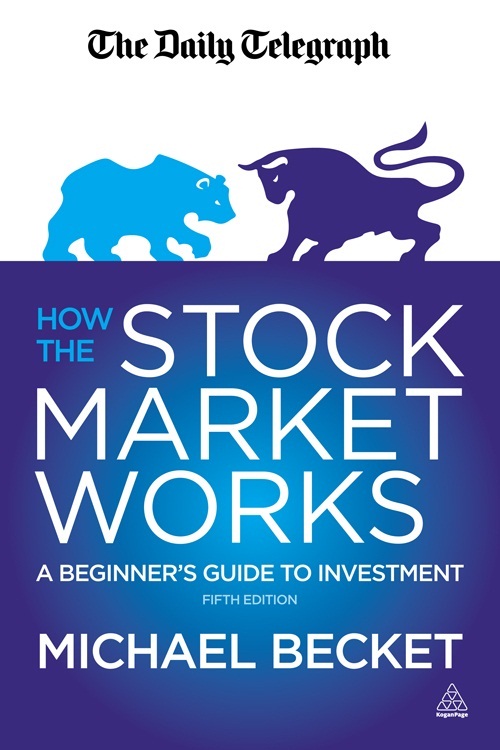 The Daily Telegraph
HOW
THE
STOCK
MARKET
WORKS
A BEGINNER'S GUIDE TO INVESTMENT
FIFTH EDITION
MICHAEL BECKET
KoganPage